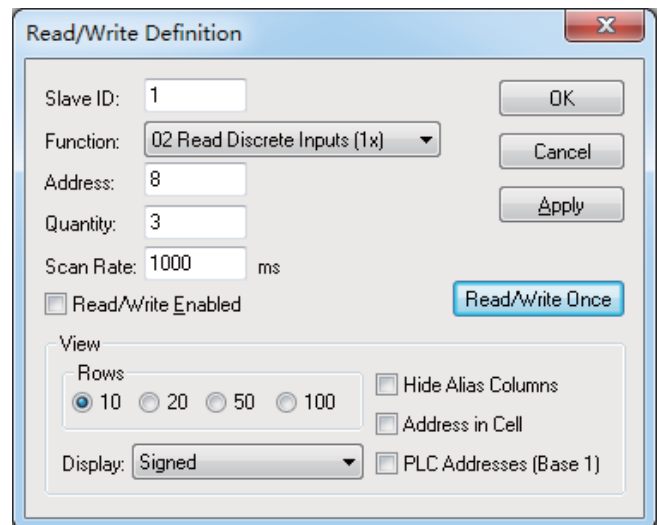 Read/Write Definition
X
Slave ID: 1
OK
Function: 02 Read Discrete Inputs (1x)
Cancel
Address: 8
Apply
Quantity: 3
Scan Rate: 1000 ms
Read/Write Enabled
Read/Write Once
View
Rows
10 20 50 100
Hide Alias Columns
Address in Cell
Display: Signed
PLC Addresses (Base 1)